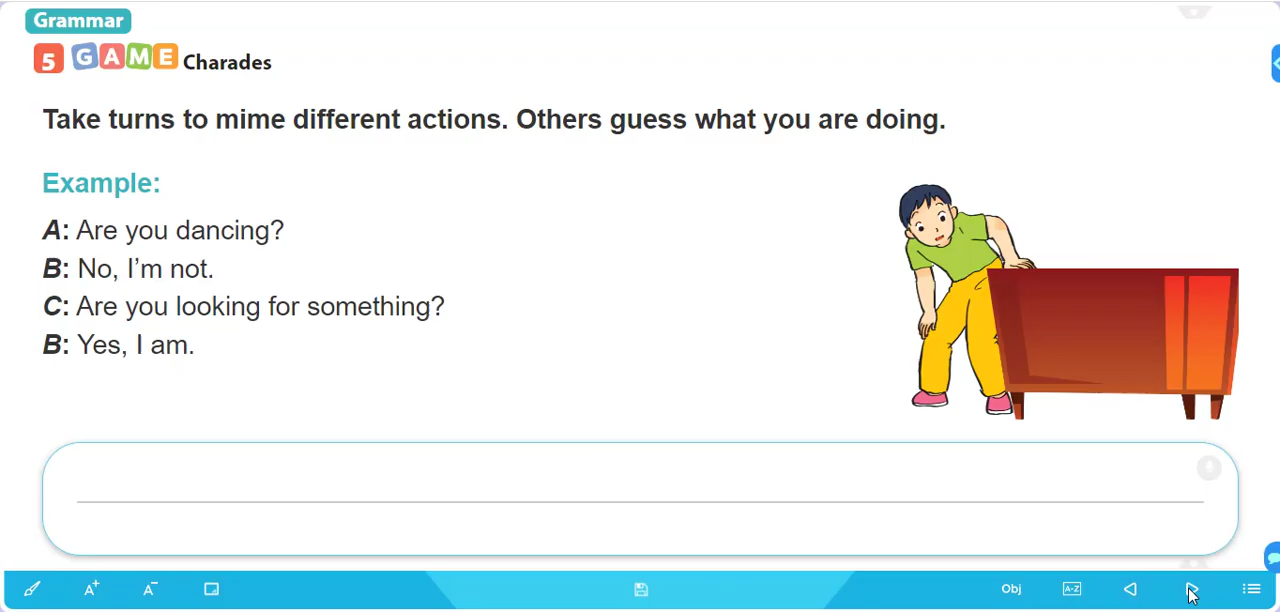 Grammar
5 GAME Charades
Take turns to mime different actions. Others guess what you are doing.
Example:
A: Are you dancing?
B: No, I'm not.
C: Are you looking for something?
B: Yes, I am.
A+ A- Obj A-Z